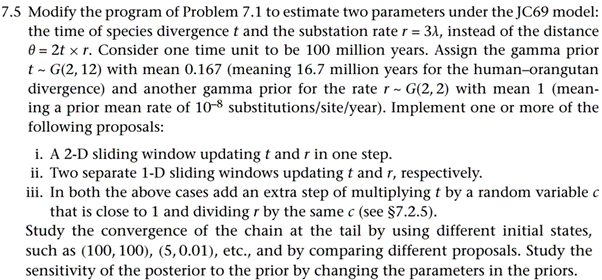 7.5 Modify the program of Problem 7.1 to estimate two parameters under the JC69 model:
the time of species divergence t and the substation rate r = 3λ, instead of the distance
θ = 2t × r. Consider one time unit to be 100 million years. Assign the gamma prior
t ~ G(2, 12) with mean 0.167 (meaning 16.7 million years for the human–orangutan
divergence) and another gamma prior for the rate r ~ G(2, 2) with mean 1 (mean-
ing a prior mean rate of 10⁻⁸ substitutions/site/year). Implement one or more of the
following proposals:
i. A 2-D sliding window updating t and r in one step.
ii. Two separate 1-D sliding windows updating t and r, respectively.
iii. In both the above cases add an extra step of multiplying t by a random variable c
that is close to 1 and dividing r by the same c (see §7.2.5).
Study the convergence of the chain at the tail by using different initial states,
such as (100, 100), (5, 0.01), etc., and by comparing different proposals. Study the
sensitivity of the posterior to the prior by changing the parameters in the priors.